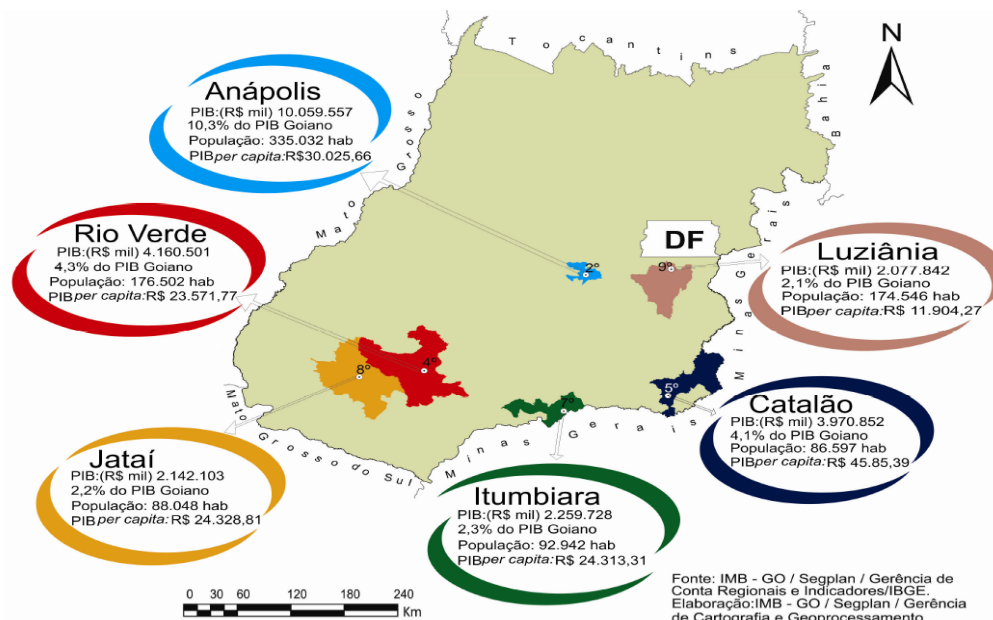 Tocantins
Bahia
N
Anápolis
PIB:(R$ mil) 10.059.557
10,3% do PIB Goiano
População: 335.032 hab
PIBper capita:R$30.025,66
Mato Grosso
Minas Gerais
Rio Verde
PIB:(R$ mil) 4.160.501
4,3% do PIB Goiano
População: 176.502 hab
PIBper capita:R$ 23.571,77
DF
2º
9º
Luziânia
PIB:(R$ mil) 2.077.842
2,1% do PIB Goiano
População: 174.546 hab
PIBper capita:R$ 11.904,27
8º
4º
7º
5º
Catalão
PIB:(R$ mil) 3.970.852
4,1% do PIB Goiano
População: 86.597 hab
PIBper capita:R$ 45.85,39
Mato Grosso do Sul
Minas Gerais
Jataí
PIB:(R$ mil) 2.142.103
2,2% do PIB Goiano
População: 88.048 hab
PIBper capita:R$ 24.328,81
Itumbiara
PIB:(R$ mil) 2.259.728
2,3% do PIB Goiano
População: 92.942 hab
PIBper capita:R$ 24.313,31
0 30 60 120 180 240
Km
Fonte: IMB - GO / Segplan / Gerência de
Conta Regionais e Indicadores/IBGE.
Elaboração:IMB - GO / Segplan / Gerência
de Cartografia e Geoprocessamento